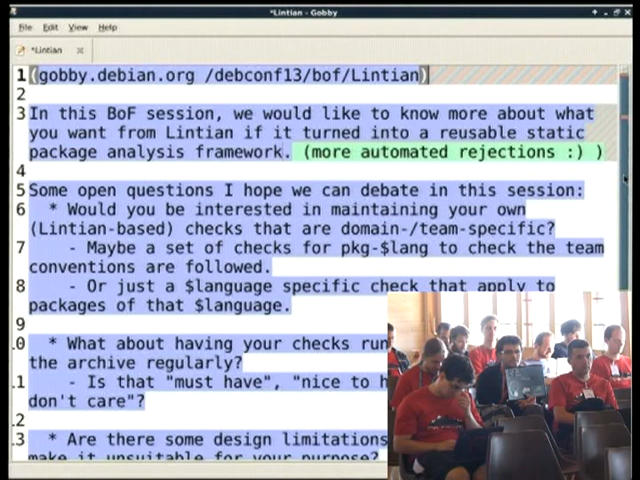 *Lintian - Gobby
File Edit View Help
*Lintian
1 (gobby.debian.org /debconf13/bof/Lintian)
2
3 In this BoF session, we would like to know more about what
you want from Lintian if it turned into a reusable static
package analysis framework. (more automated rejections :) )
4
5 Some open questions I hope we can debate in this session:
6 * Would you be interested in maintaining your own
(Lintian-based) checks that are domain-/team-specific?
7 - Maybe a set of checks for pkg-$lang to check the team
conventions are followed.
8 - Or just a $language specific check that apply to
packages of that $language.
9
10 * What about having your checks run
the archive regularly?
11 - Is that "must have", "nice to h
don't care"?
12
13 * Are there some design limitations
make it unsuitable for your purpose?